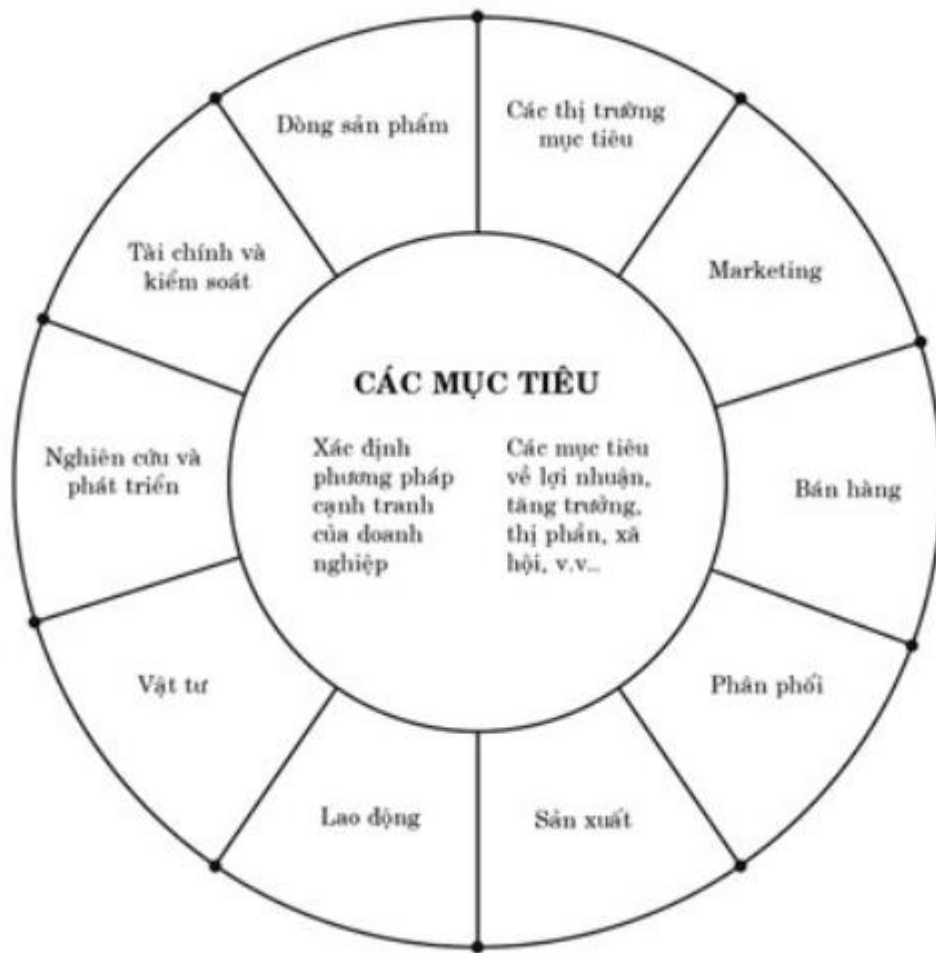 Dòng sản phẩm
Các thị trường
mục tiêu
Marketing
Bán hàng
Phân phối
Sản xuất
Lao động
Vật tư
Nghiên cứu và
phát triển
Tài chính và
kiểm soát
CÁC MỤC TIÊU
Xác định
phương pháp
cạnh tranh
của doanh
nghiệp
Các mục tiêu
về lợi nhuận,
tăng trưởng,
thị phần, xã
hội, v.v...